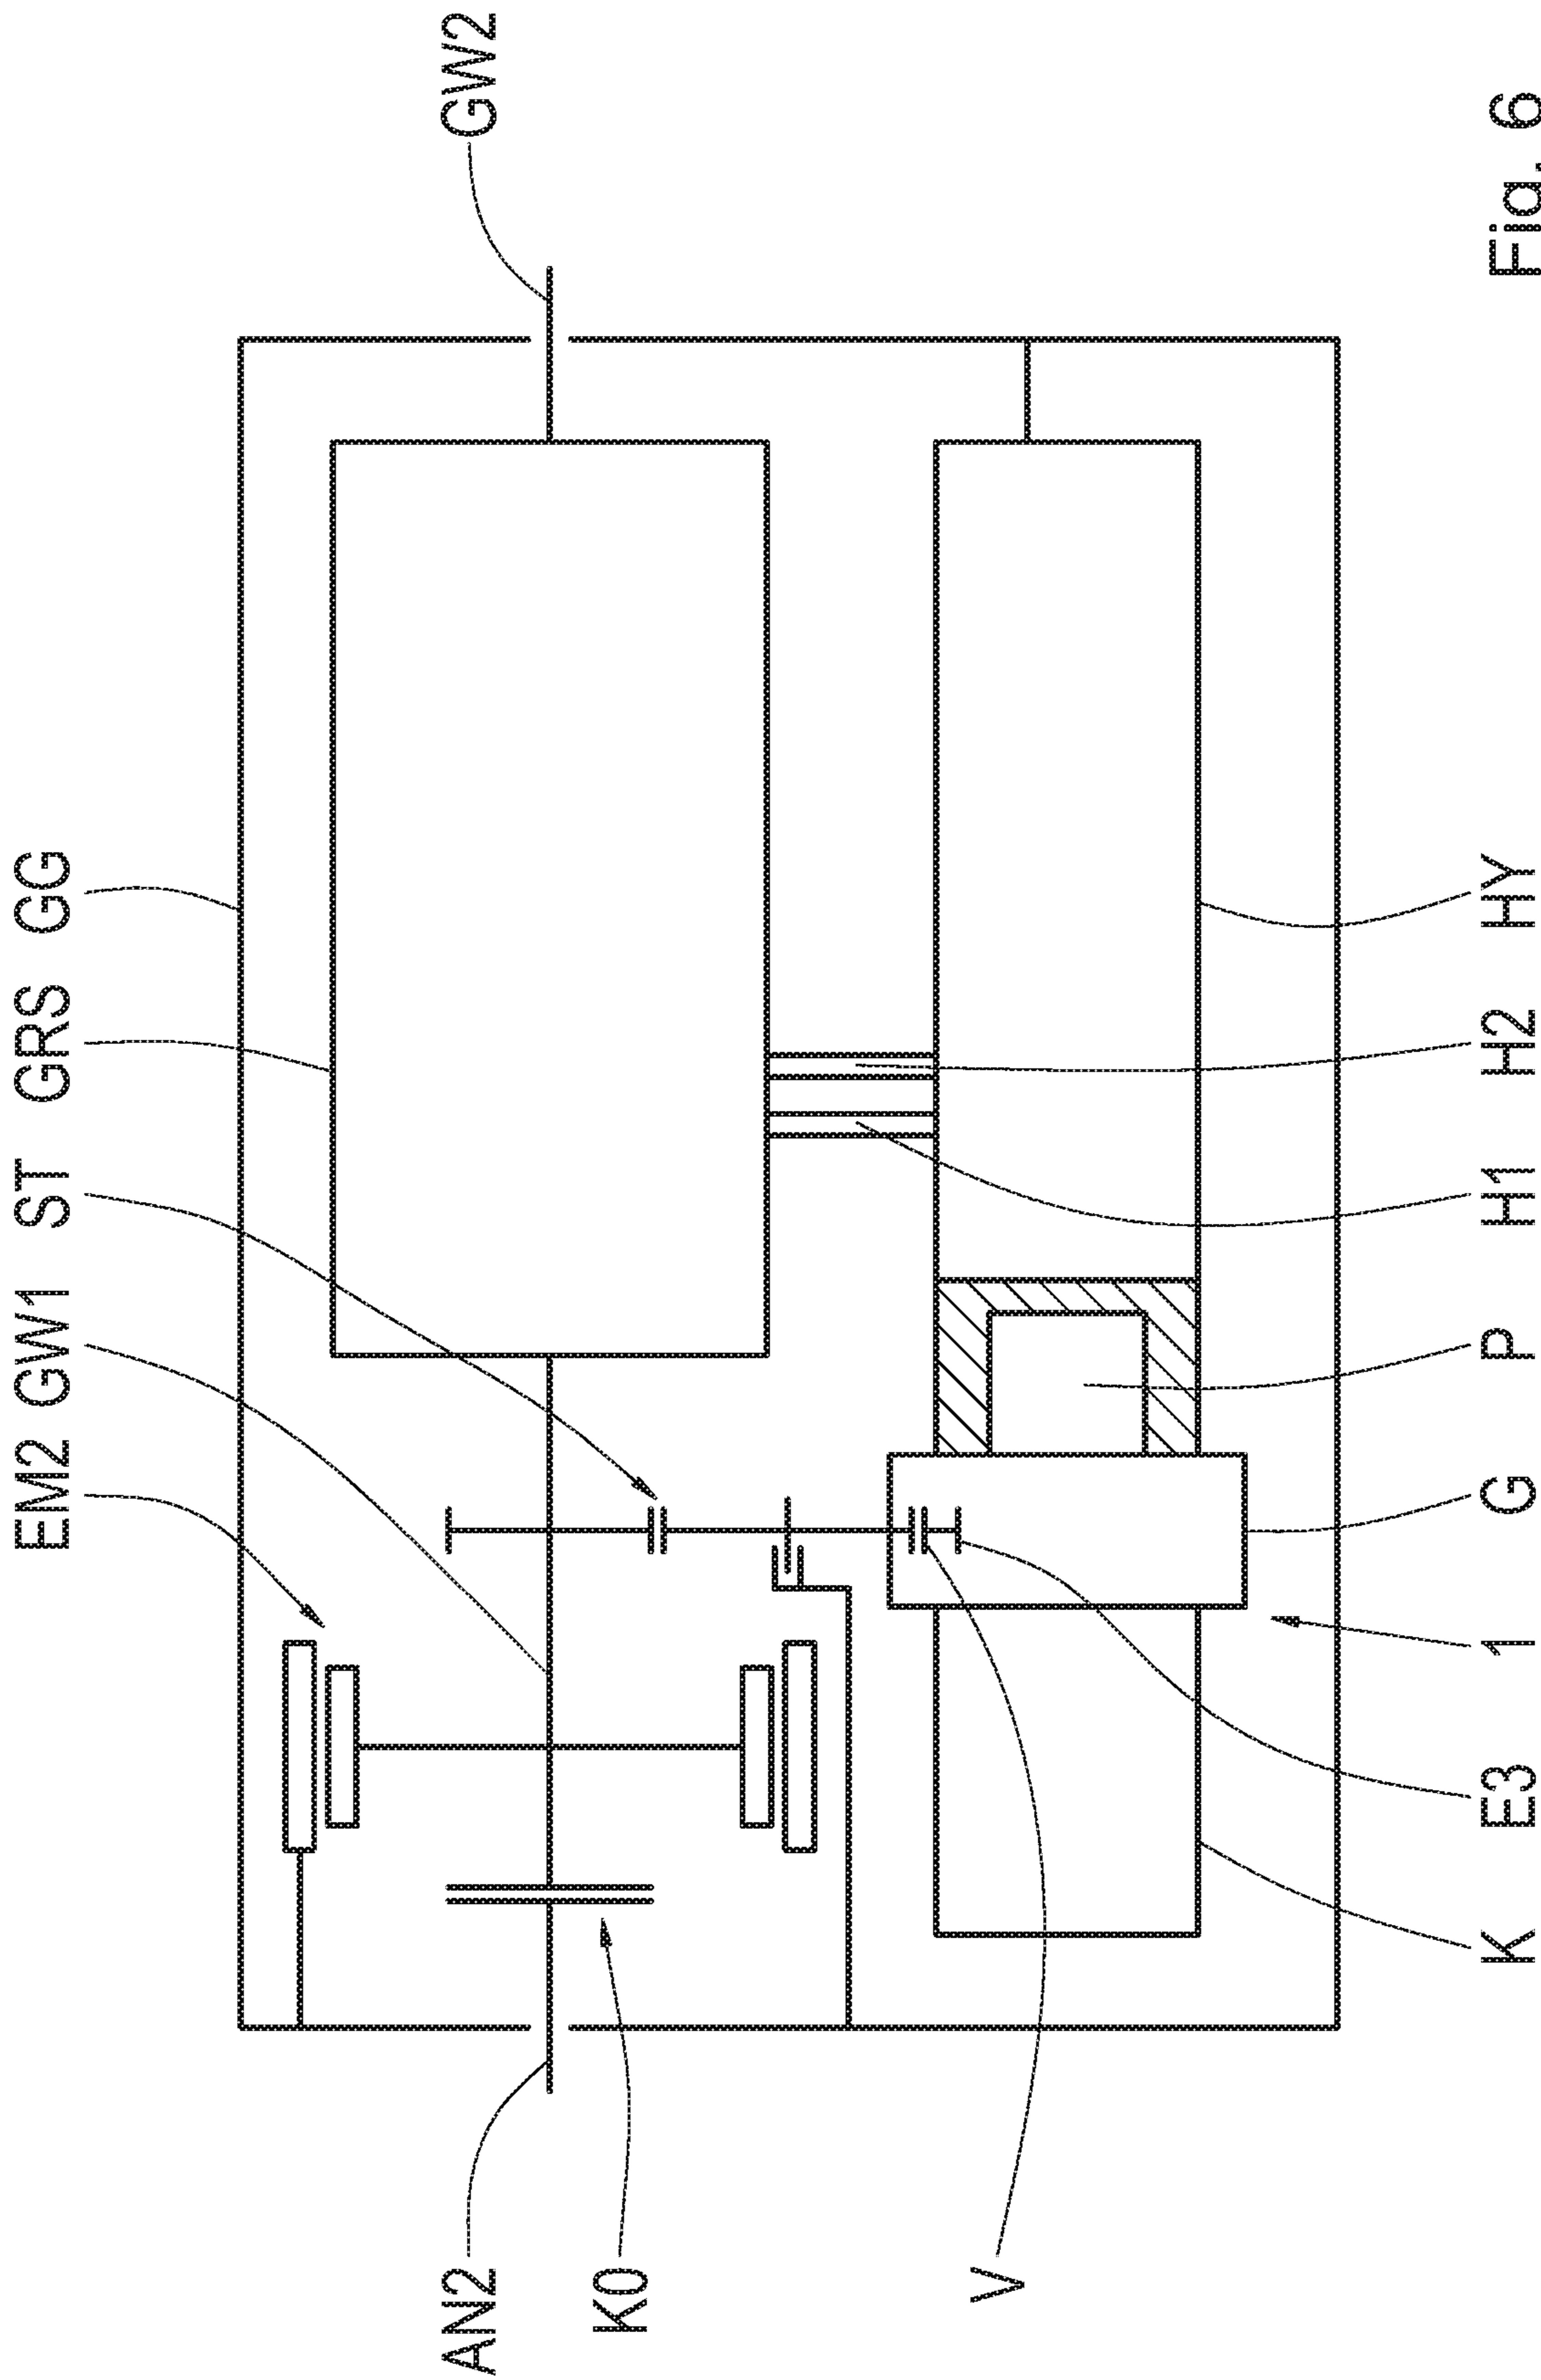 EM2 GW1 ST GRS GG
AN2
GW2
K0
V
K E3 1 G P H1 H2 HY
Fig. 6